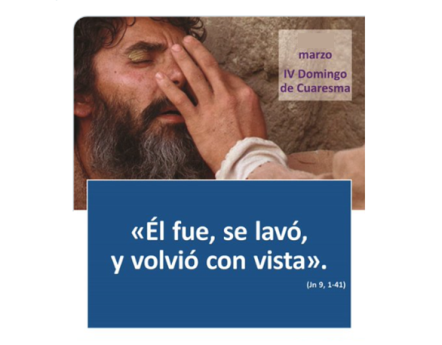 marzo
IV Domingo
de Cuaresma
«Él fue, se lavó,
y volvió con vista».
(Jn 9, 1-41)